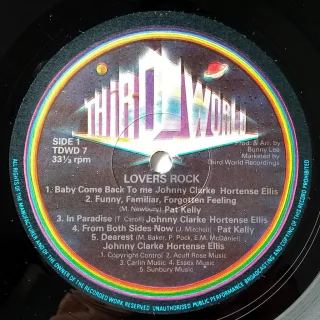 THIRD WORLD
SIDE 1
TDWD 7
33⅓ rpm
Prod. & Arr. by
Bunny Lee
Marketed by
Third World Recordings
LOVERS ROCK
1. Baby Come Back To me Johnny Clarke Hortense Ellis
2. Funny, Familiar, Forgotten Feeling
(M. Newbury) Pat Kelly
3. In Paradise (T. Caroll) Johnny Clarke Hortense Ellis
4. From Both Sides Now (J. Mitchell) Pat Kelly
5. Dearest (M. Baker, P. Pock, E. McDaniel)
Johnny Clarke Hortense Ellis
1. Copyright Control 2. Acuff Rose Music
3. Carlin Music 4. Essex Music
5. Sunbury Music
ALL RIGHTS OF THE MANUFACTURER AND OF THE OWNER OF THE RECORDED WORK RESERVED UNAUTHORISED PUBLIC PERFORMANCE BROADCASTING AND COPYING OF THIS RECORD PROHIBITED